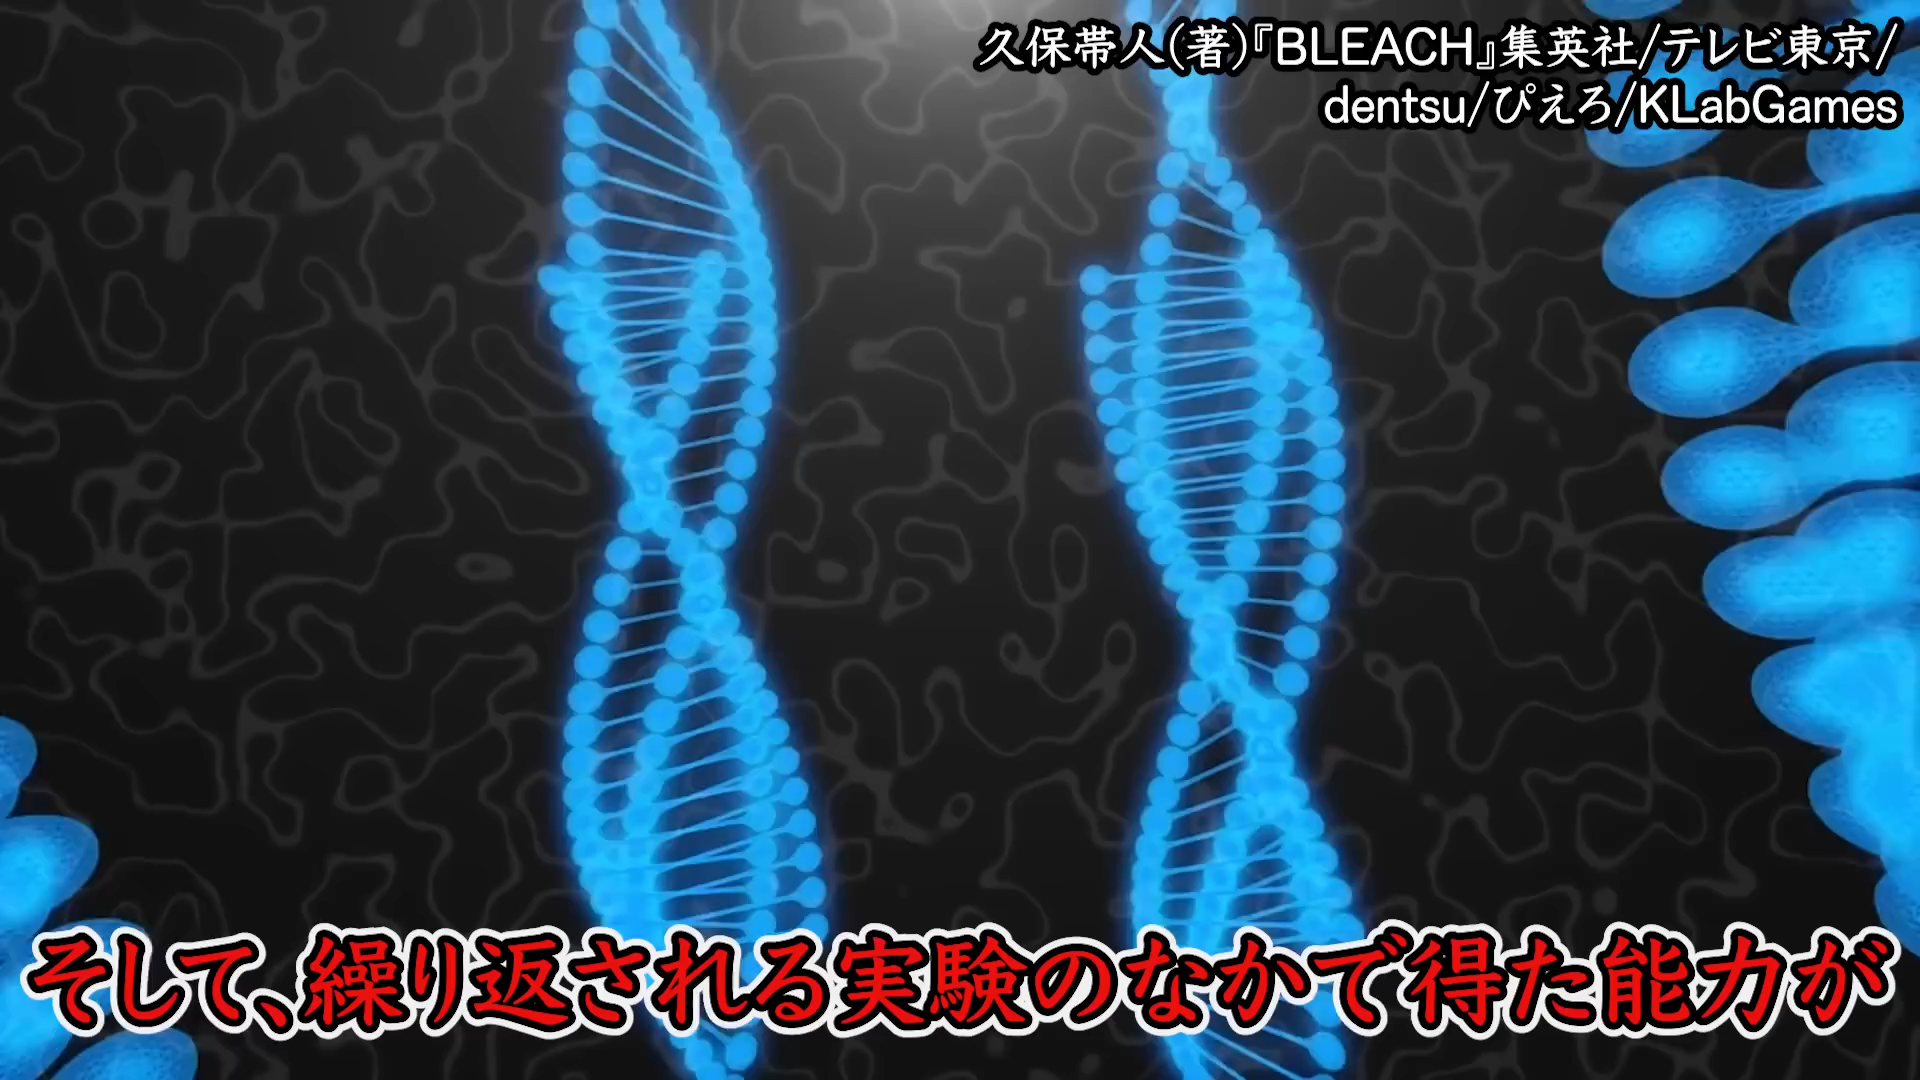 久保帯人(著)『BLEACH』集英社/テレビ東京/
dentsu/ぴえろ/KLabGames
そして、繰り返される実験のなかで得た能力が